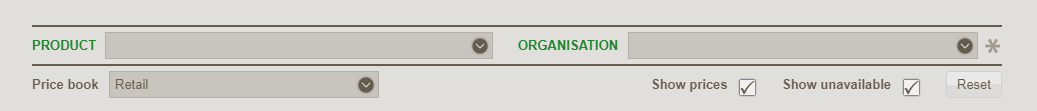 PRODUCT ORGANISATION
Price book Retail Show prices Show unavailable Reset